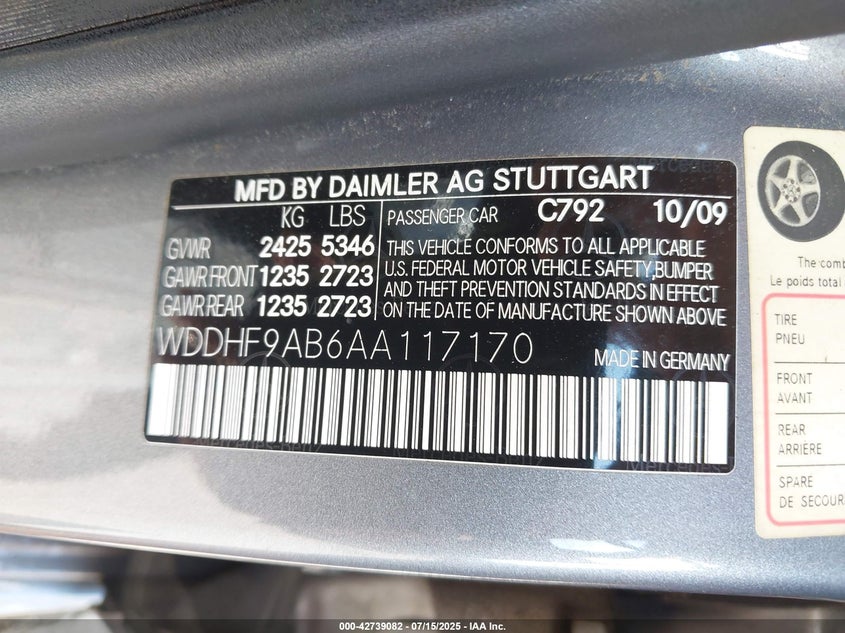 MFD BY DAIMLER AG STUTTGART
KG LBS
GVWR 2425 5346
GAWR FRONT 1235 2723
GAWR REAR 1235 2723
PASSENGER CAR C792 10/09
THIS VEHICLE CONFORMS TO ALL APPLICABLE
U.S. FEDERAL MOTOR VEHICLE SAFETY,BUMPER
AND THEFT PREVENTION STANDARDS IN EFFECT
ON THE DATE OF MANUFACTURE SHOWN ABOVE
WDDHF9AB6AA117170
MADE IN GERMANY
Mercedes-Benz
The comb
Le poids total
TIRE
PNEU
FRONT
AVANT
REAR
ARRIÈRE
SPARE
DE SECOUR
000-42739082 - 07/15/2025 - IAA Inc.